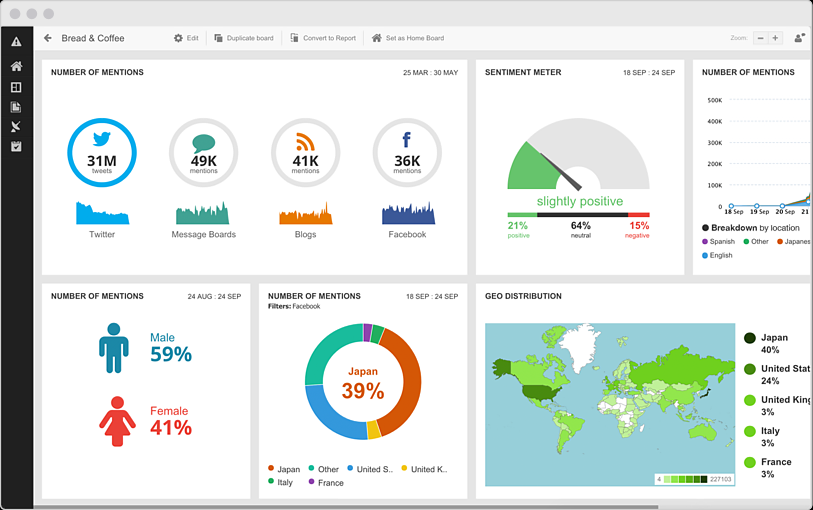 Bread & Coffee
Edit
Duplicate board
Convert to Report
Set as Home Board
Zoom:
NUMBER OF MENTIONS
25 MAR : 30 MAY
31M
tweets
49K
mentions
41K
mentions
36K
mentions
Twitter
Message Boards
Blogs
Facebook
SENTIMENT METER
18 SEP : 24 SEP
slightly positive
21%
positive
64%
neutral
15%
negative
NUMBER OF MENTIONS
500K
400K
300K
200K
100K
0
18 Sep
19 Sep
20 Sep
21
Breakdown by location
Spanish
Other
Japanes
English
NUMBER OF MENTIONS
24 AUG : 24 SEP
Male
59%
Female
41%
NUMBER OF MENTIONS
18 SEP : 24 SEP
Filters: Facebook
Japan
39%
Japan
Other
United S..
United K..
Italy
France
GEO DISTRIBUTION
4
227103
Japan
40%
United Stat
24%
United King
3%
Italy
3%
France
3%